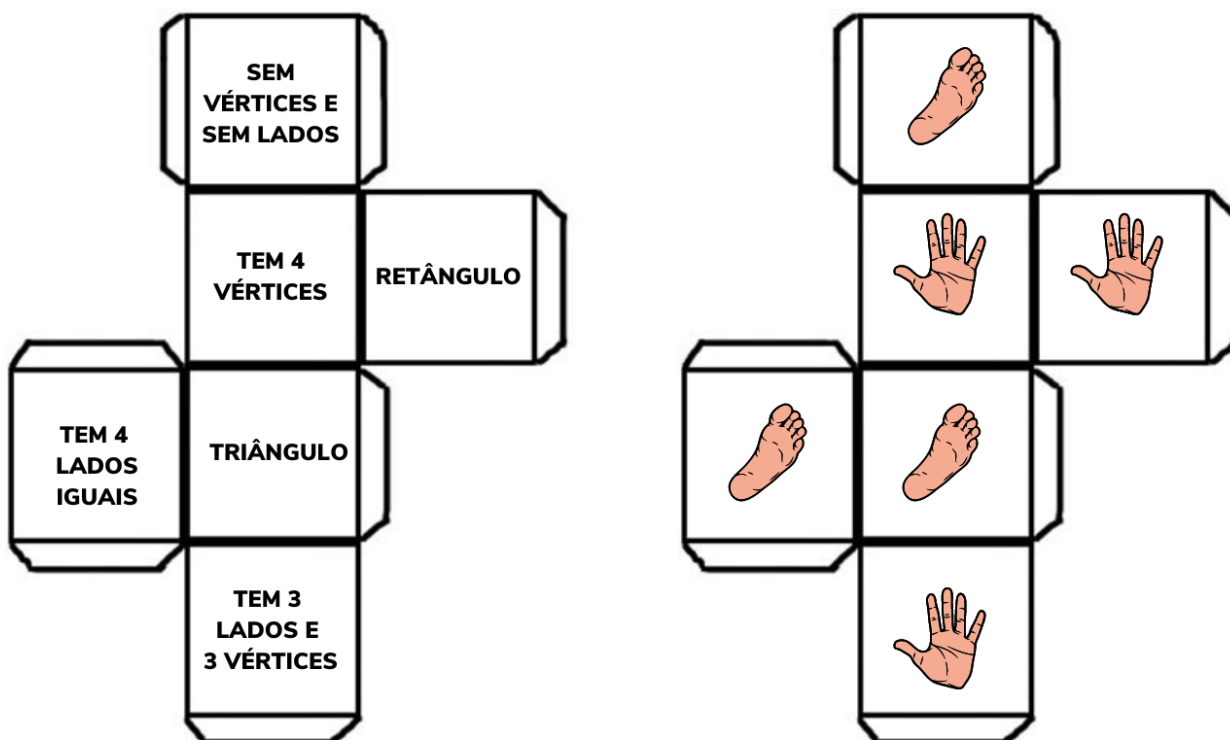 SEM
VÉRTICES E
SEM LADOS
TEM 4
VÉRTICES
RETÂNGULO
TEM 4
LADOS
IGUAIS
TRIÂNGULO
TEM 3
LADOS E
3 VÉRTICES